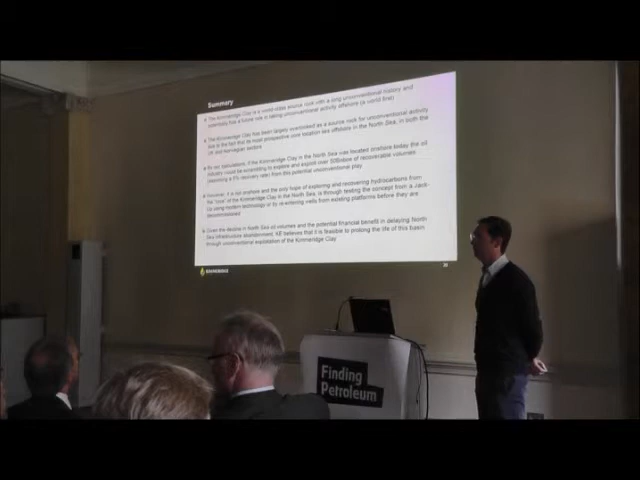 Summary
The Kimmeridge Clay is a world-class source rock with a long unconventional history and
potentially has a future role in taking unconventional activity offshore (a world first)
The Kimmeridge Clay has been largely overlooked as a source rock for unconventional activity
due to the fact that its most prospective core location lies offshore in the North Sea, in both the
UK and Norwegian sectors
if the Kimmeridge Clay in the North Sea was located onshore today the oil
industry would be scrambling to explore and exploit over of recoverable volumes
(assuming a 5% recovery rate) from this potential unconventional play
However, it is not onshore and the only hope of exploring and recovering hydrocarbons from
the "core" of the Kimmeridge Clay in the North Sea, is through testing the concept from a Jack-
Up using modern technology or by re-entering wells from existing platforms before they are
decommissioned
Given the decline in North Sea oil volumes and the potential financial benefit in delaying North
Sea infrastructure abandonment, KE believes that it is feasible to prolong the life of this basin
through unconventional exploitation of the Kimmeridge Clay
Finding
Petroleum